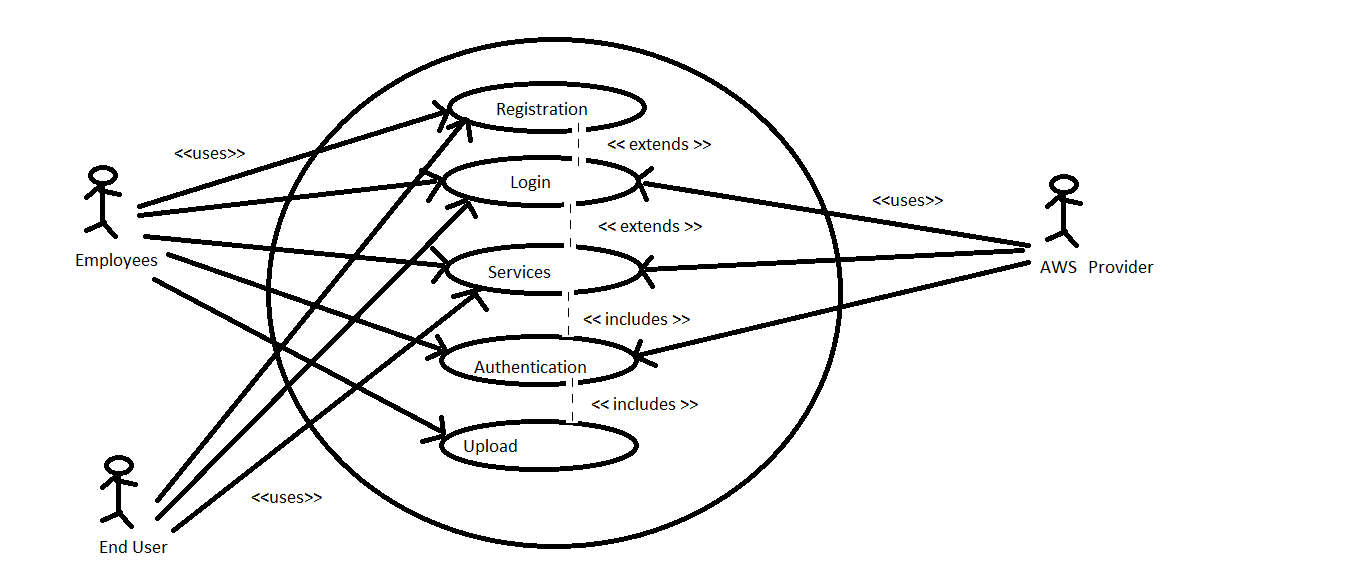 Registration
<< extends >>
<<uses>>
Login
<<uses>>
<< extends >>
Employees
Services
AWS Provider
<< includes >>
Authentication
<< includes >>
Upload
<<uses>>
End User